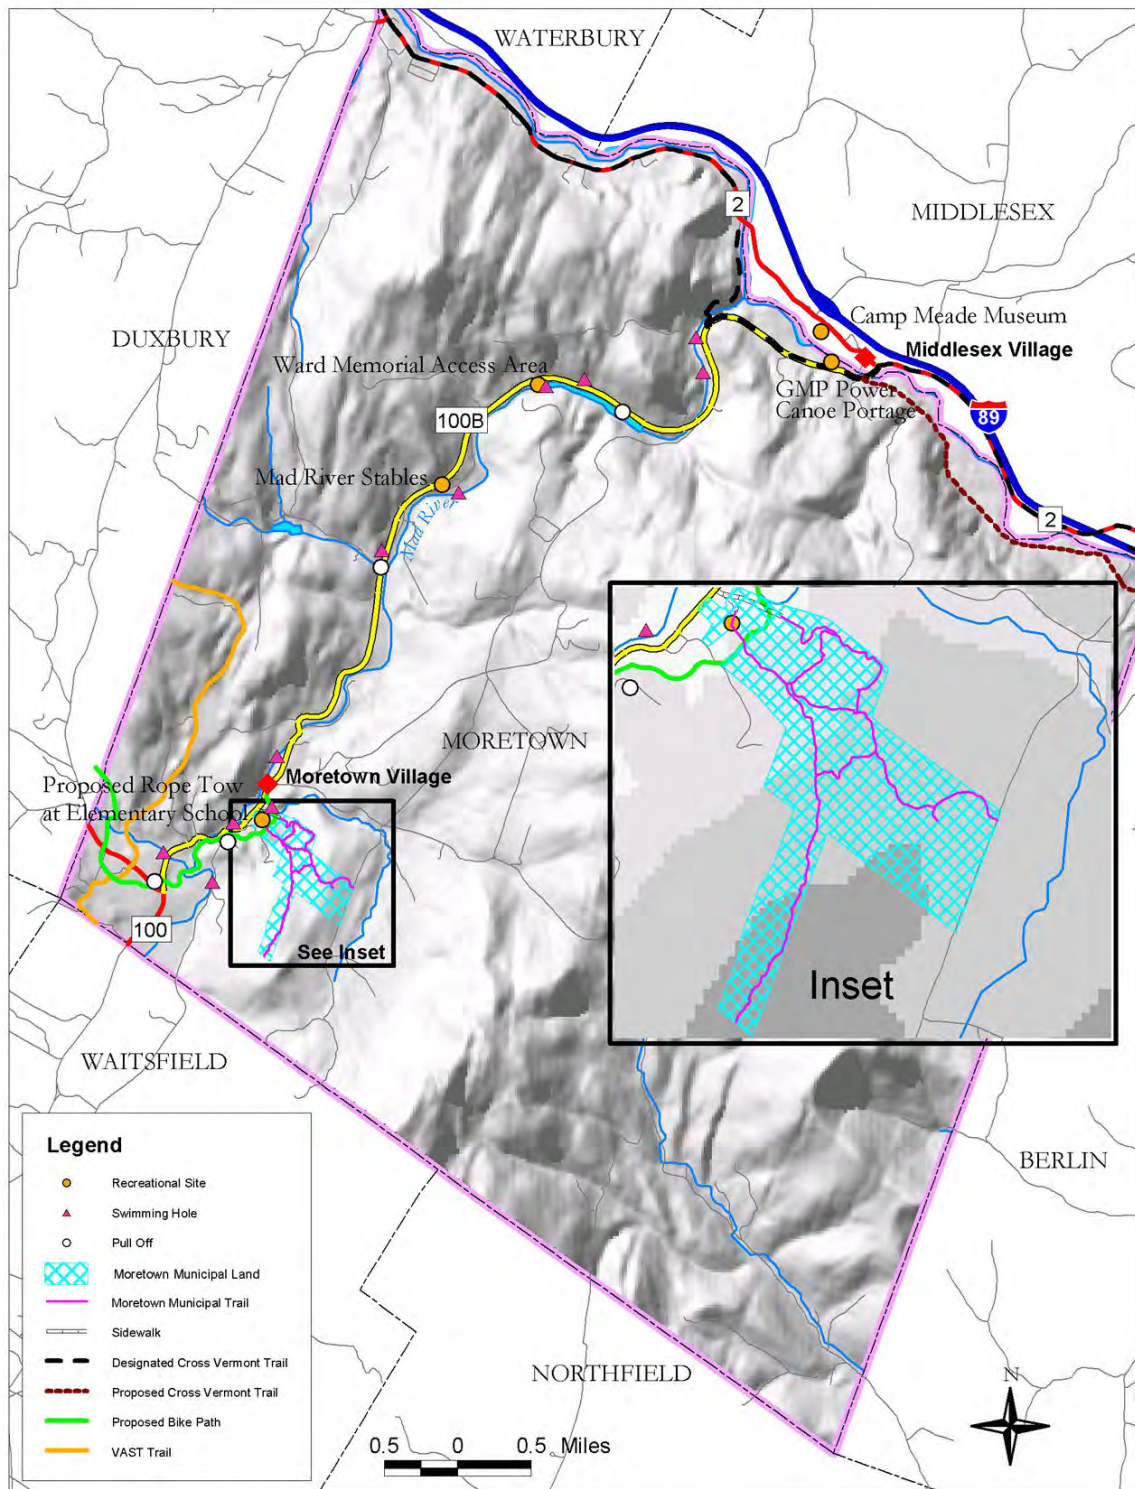 WATERBURY
2
MIDDLESEX
Camp Meade Museum
DUXBURY
Middlesex Village
Ward Memorial Access Area
GMP Power
Canoe Portage
100B
89
Mad River Stables
2
Mad River
MORETOWN
Proposed Rope Tow
at Elementary School
Moretown Village
100
See Inset
Inset
WAITSFIELD
BERLIN
Legend
Recreational Site
Swimming Hole
Pull Off
Moretown Municipal Land
Moretown Municipal Trail
Sidewalk
Designated Cross Vermont Trail
Proposed Cross Vermont Trail
Proposed Bike Path
VAST Trail
NORTHFIELD
N
0.5 0 0.5 Miles